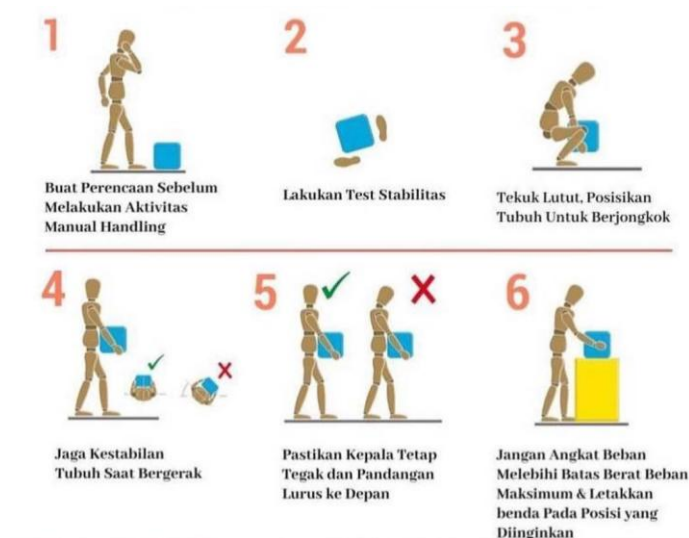 1
Buat Perencaan Sebelum
Melakukan Aktivitas
Manual Handling
2
Lakukan Test Stabilitas
3
Tekuk Lutut, Posisikan
Tubuh Untuk Berjongkok
4
Jaga Kestabilan
Tubuh Saat Bergerak
5
Pastikan Kepala Tetap
Tegak dan Pandangan
Lurus ke Depan
6
Jangan Angkat Beban
Melebihi Batas Berat Beban
Maksimum & Letakkan
benda Pada Posisi yang
Diinginkan